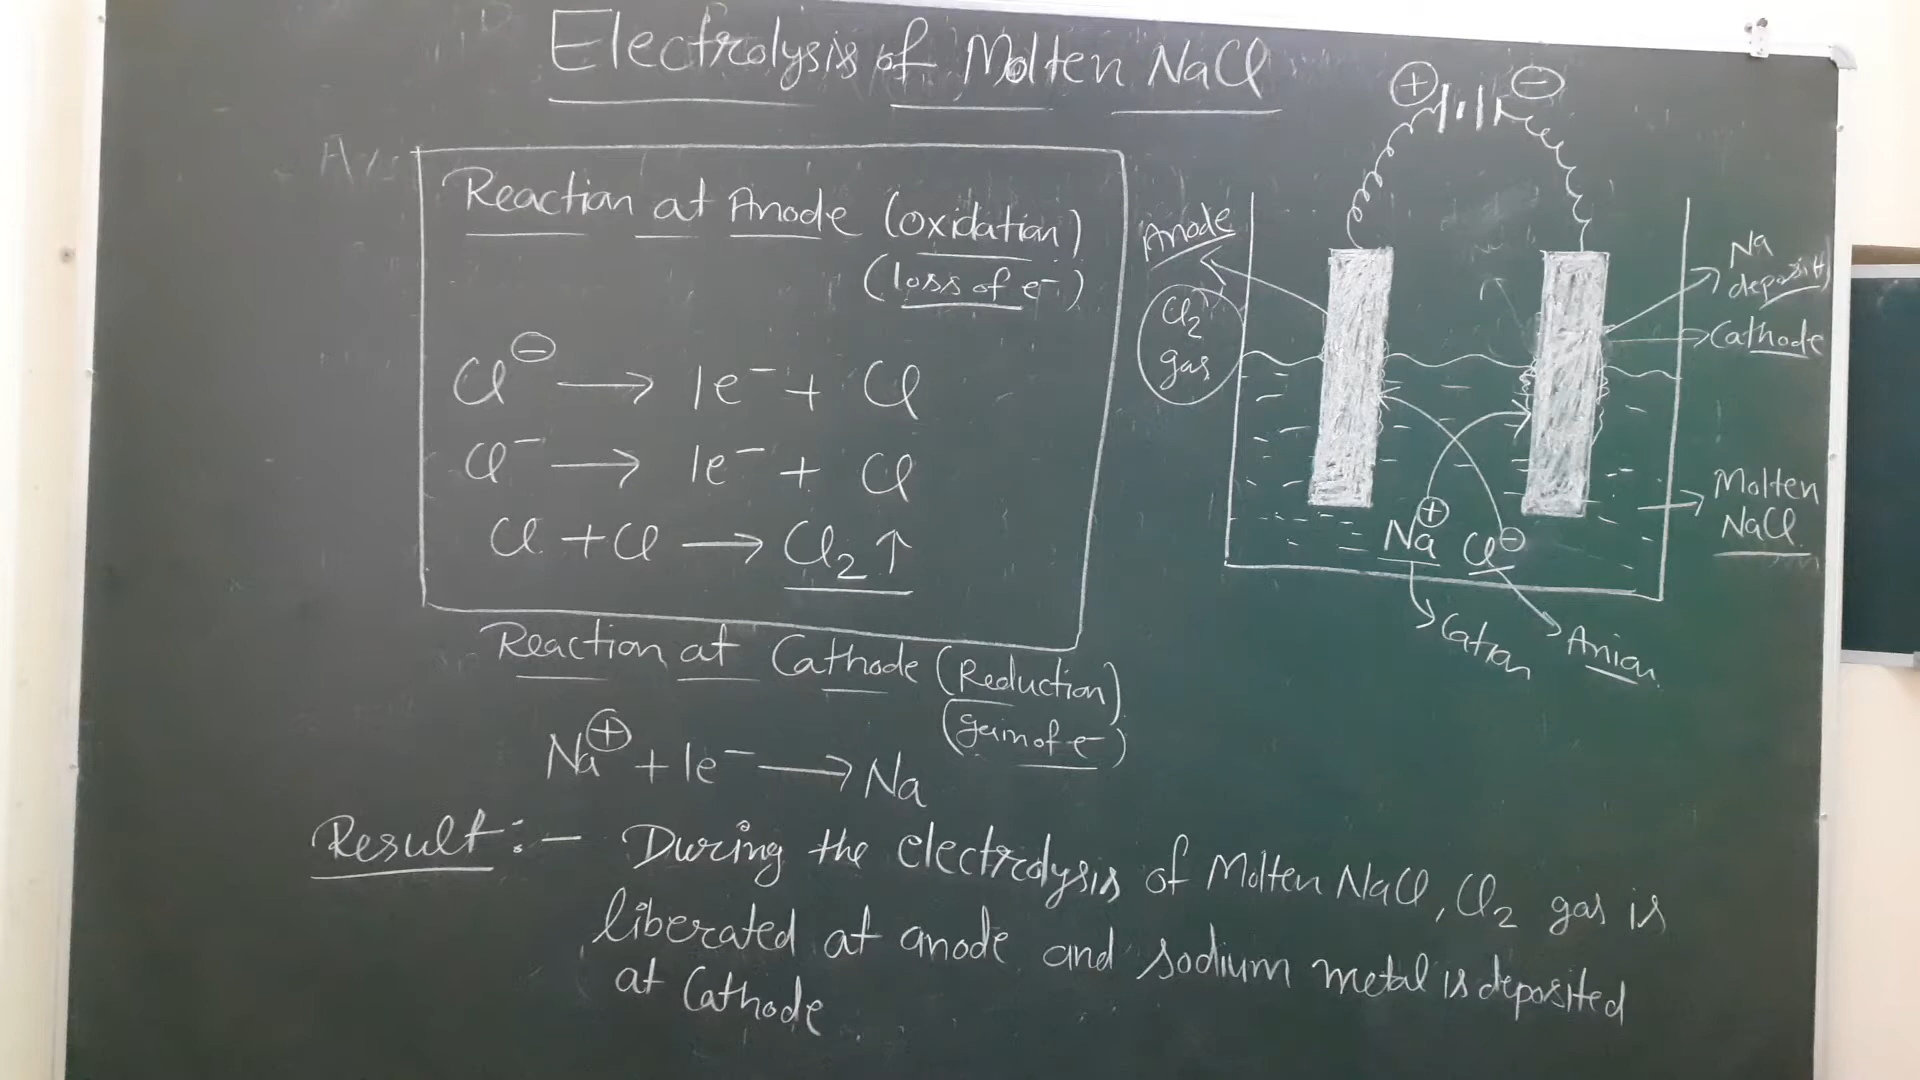 Electrolysis of Molten NaCl
Reaction at Anode (oxidation)
(loss of e⁻)
Cl⊖ → 1e⁻ + Cl
Cl⁻ → 1e⁻ + Cl
Cl + Cl → Cl₂ ↑
Reaction at Cathode (Reduction)
(gain of e⁻)
Na⊕ + 1e⁻ → Na
Result :- During the electrolysis of Molten NaCl, Cl₂ gas is
liberated at anode and sodium metal is deposited
at Cathode
⊕ ⊖
Anode
Cl₂
gas
Na
Cathode
Molten
NaCl
Na⊕ Cl⊖
Cation
Anion